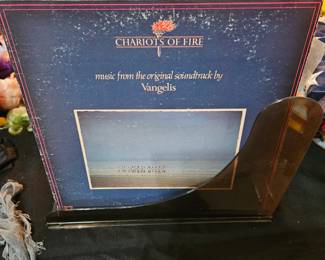 CHARIOTS OF FIRE
music from the original soundtrack by
Vangelis